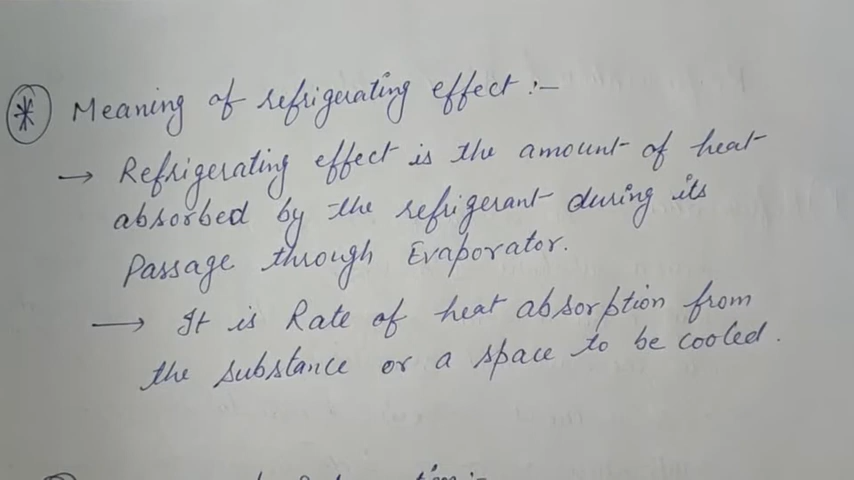 * Meaning of refrigerating effect :-
→ Refrigerating effect is the amount of heat
absorbed by the refrigerant during its
Passage through Evaporator.
→ It is Rate of heat absorption from
the substance or a space to be cooled.